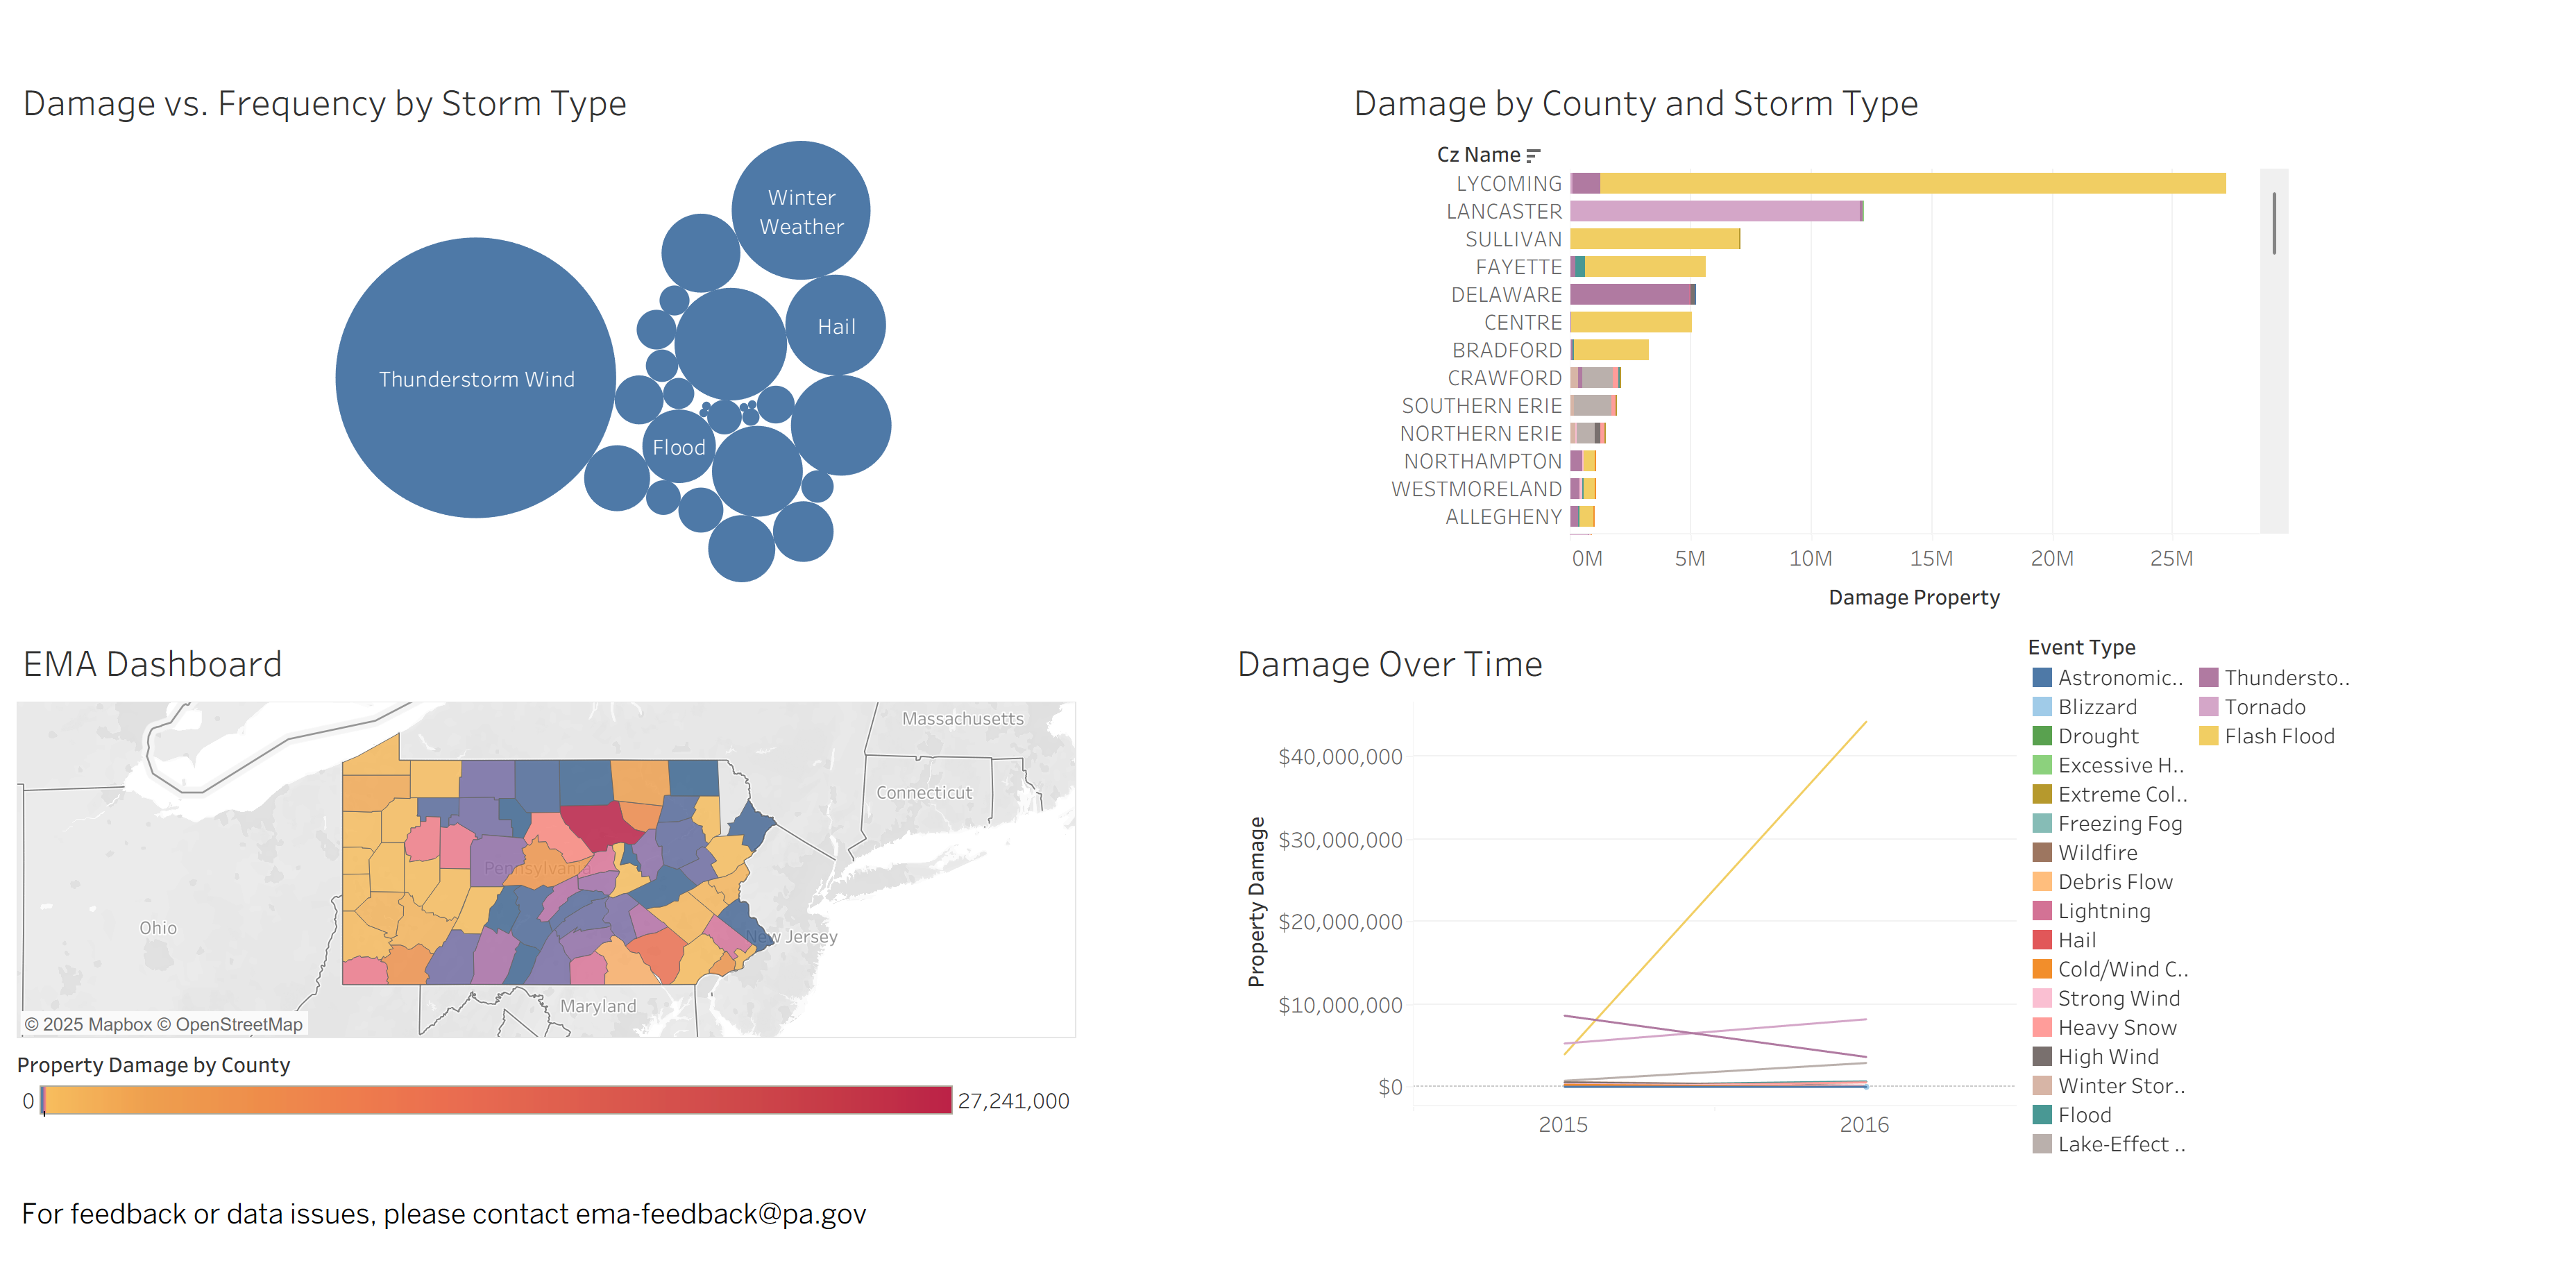 Damage vs. Frequency by Storm Type
Winter
Weather
Hail
Thunderstorm Wind
Flood
Damage by County and Storm Type
Cz Name
LYCOMING
LANCASTER
SULLIVAN
FAYETTE
DELAWARE
CENTRE
BRADFORD
CRAWFORD
SOUTHERN ERIE
NORTHERN ERIE
NORTHAMPTON
WESTMORELAND
ALLEGHENY
0M 5M 10M 15M 20M 25M
Damage Property
EMA Dashboard
Massachusetts
Connecticut
Pennsylvania
Ohio
New Jersey
Maryland
© 2025 Mapbox © OpenStreetMap
Property Damage by County
0 27,241,000
Damage Over Time
Property Damage
$40,000,000
$30,000,000
$20,000,000
$10,000,000
$0
2015 2016
Event Type
Astronomic..
Blizzard
Drought
Excessive H..
Extreme Col..
Freezing Fog
Wildfire
Debris Flow
Lightning
Hail
Cold/Wind C..
Strong Wind
Heavy Snow
High Wind
Winter Stor..
Flood
Lake-Effect ..
Thundersto..
Tornado
Flash Flood
For feedback or data issues, please contact ema-feedback@pa.gov